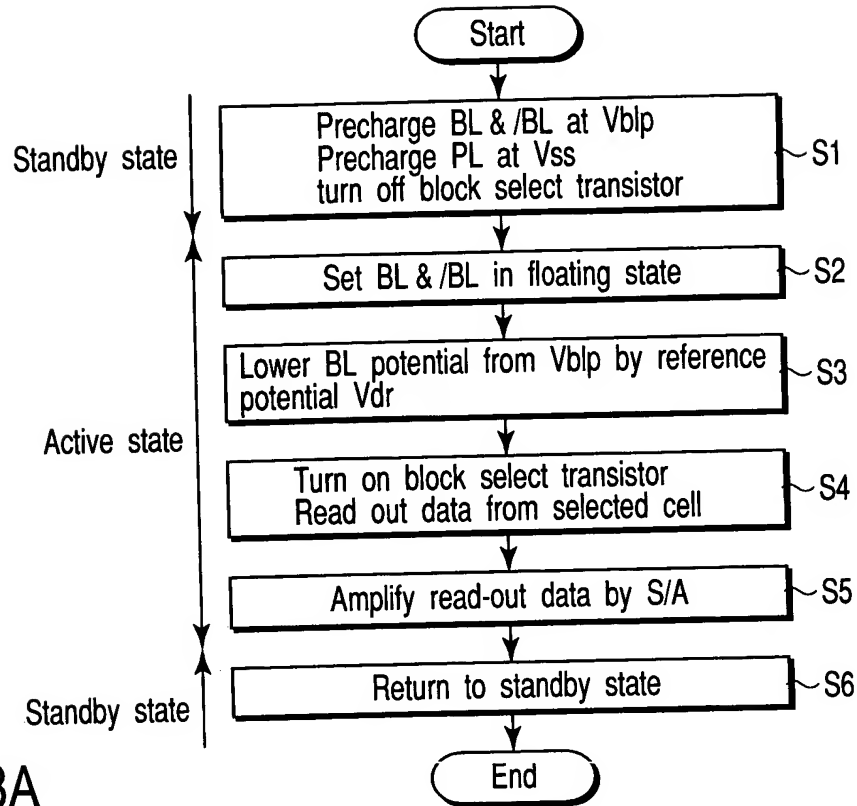 Start
Standby state
Precharge BL & /BL at Vblp
Precharge PL at Vss
turn off block select transistor
S1
Set BL & /BL in floating state
S2
Lower BL potential from Vblp by reference
potential Vdr
S3
Active state
Turn on block select transistor
Read out data from selected cell
S4
Amplify read-out data by S/A
S5
Return to standby state
S6
Standby state
End
3A